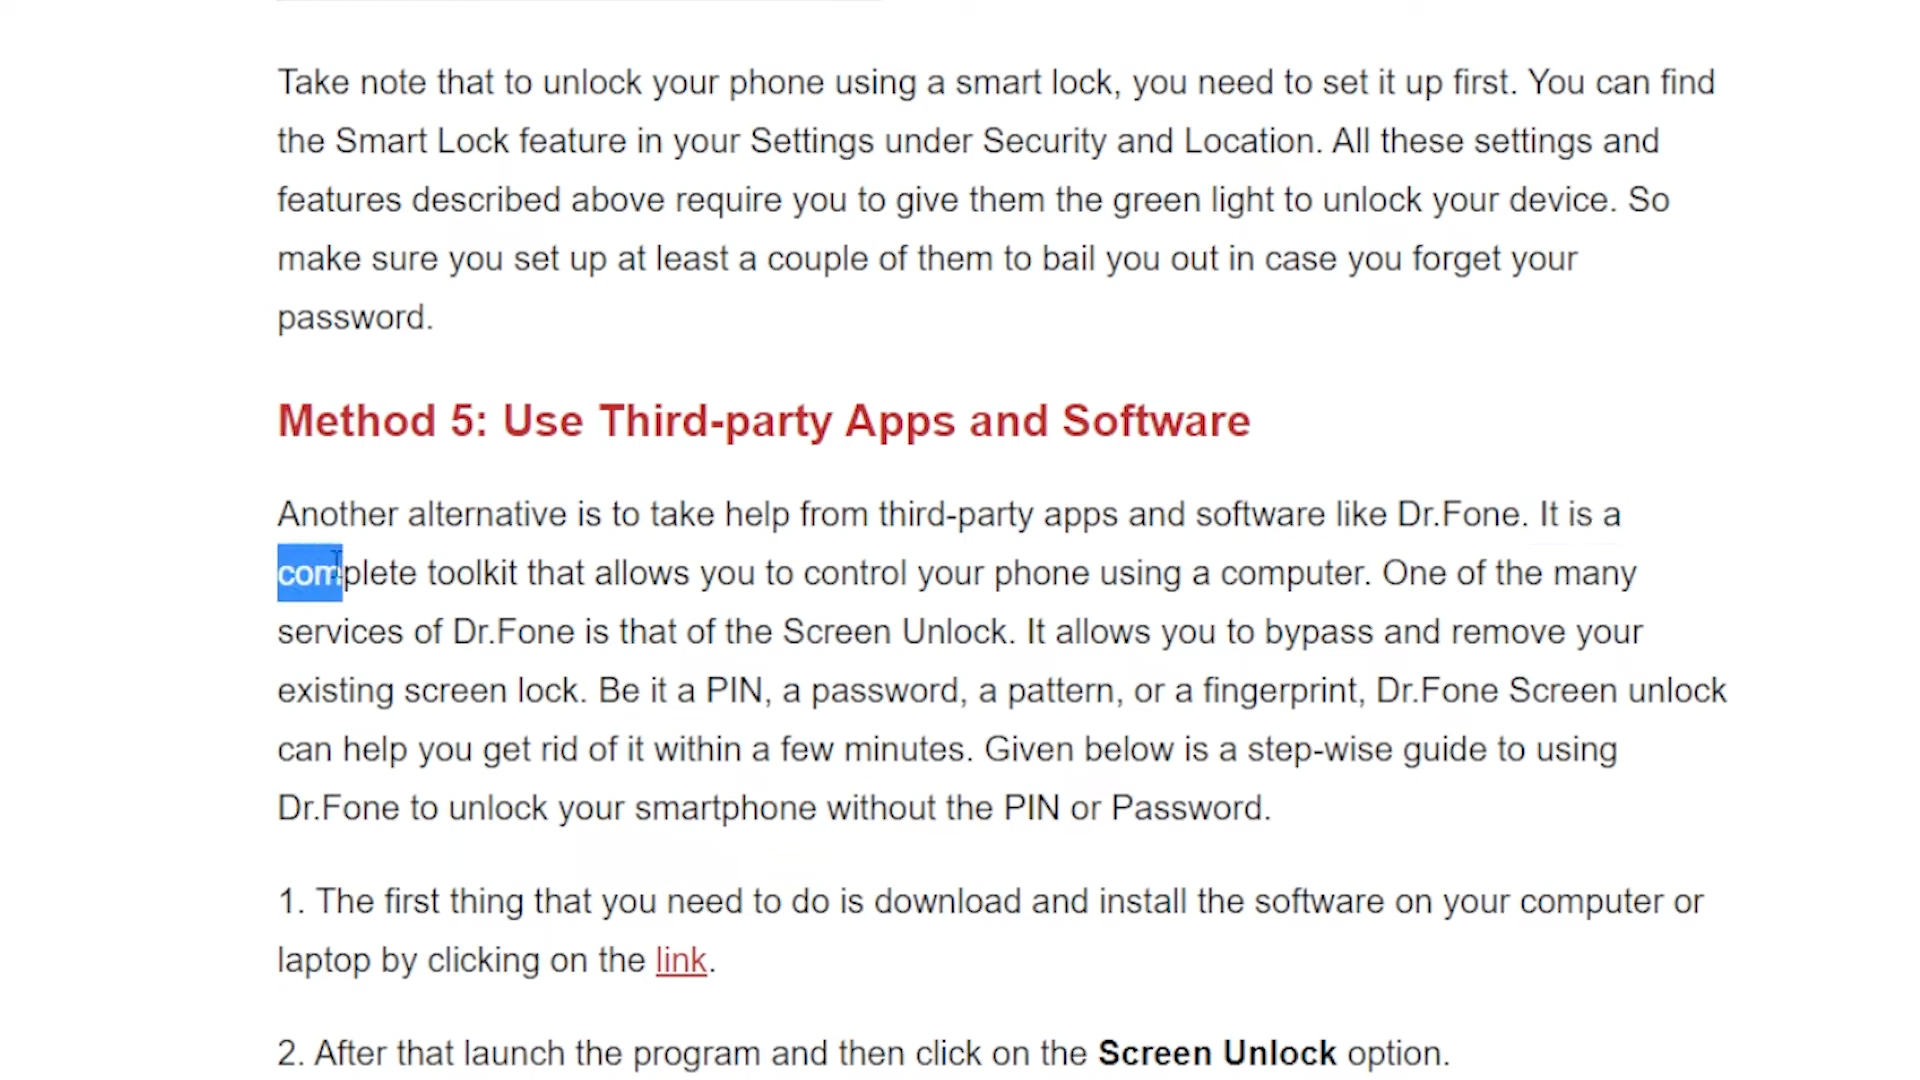 Take note that to unlock your phone using a smart lock, you need to set it up first. You can find
the Smart Lock feature in your Settings under Security and Location. All these settings and
features described above require you to give them the green light to unlock your device. So
make sure you set up at least a couple of them to bail you out in case you forget your
password.
Method 5: Use Third-party Apps and Software
Another alternative is to take help from third-party apps and software like Dr.Fone. It is a
complete toolkit that allows you to control your phone using a computer. One of the many
services of Dr.Fone is that of the Screen Unlock. It allows you to bypass and remove your
existing screen lock. Be it a PIN, a password, a pattern, or a fingerprint, Dr.Fone Screen unlock
can help you get rid of it within a few minutes. Given below is a step-wise guide to using
Dr.Fone to unlock your smartphone without the PIN or Password.
1. The first thing that you need to do is download and install the software on your computer or
laptop by clicking on the link.
2. After that launch the program and then click on the Screen Unlock option.